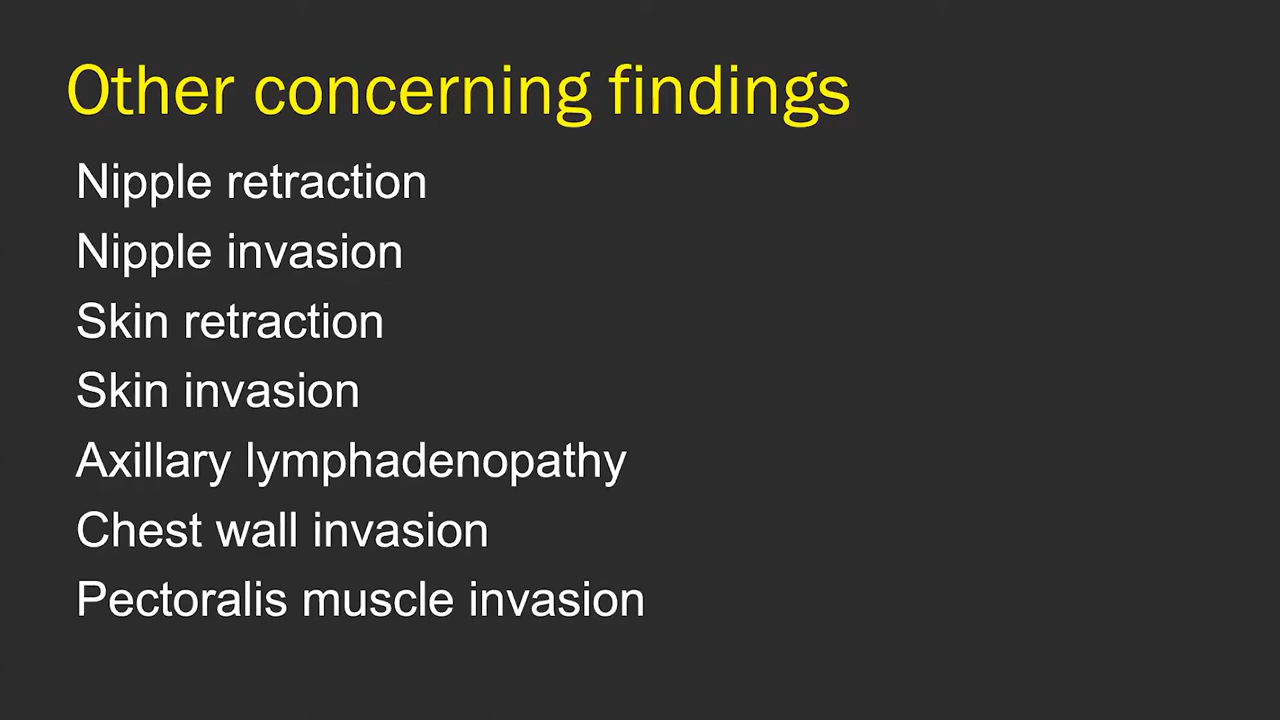 Other concerning findings
Nipple retraction
Nipple invasion
Skin retraction
Skin invasion
Axillary lymphadenopathy
Chest wall invasion
Pectoralis muscle invasion